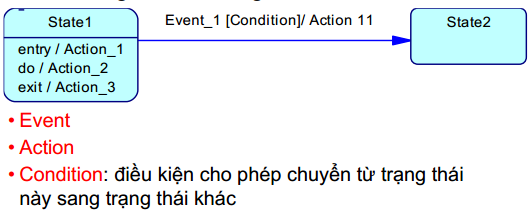 State1
Event_1 [Condition]/ Action 11
State2
entry / Action_1
do / Action_2
exit / Action_3
• Event
• Action
• Condition: điều kiện cho phép chuyển từ trạng thái
này sang trạng thái khác